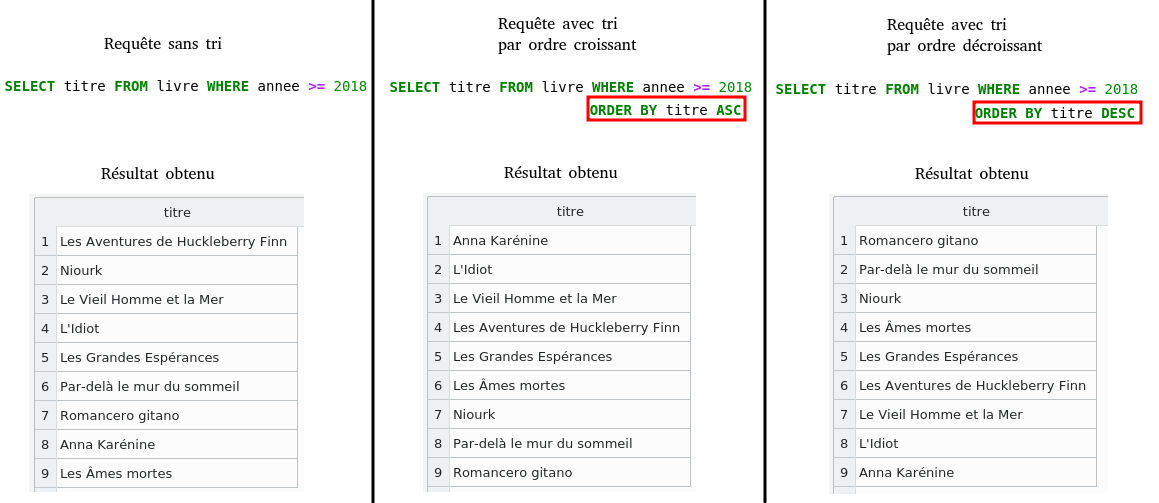 Requête sans tri
SELECT titre FROM livre WHERE annee >= 2018
Résultat obtenu
titre
1 Les Aventures de Huckleberry Finn
2 Niourk
3 Le Vieil Homme et la Mer
4 L'Idiot
5 Les Grandes Espérances
6 Par-delà le mur du sommeil
7 Romancero gitano
8 Anna Karénine
9 Les Âmes mortes
Requête avec tri
par ordre croissant
SELECT titre FROM livre WHERE annee >= 2018
ORDER BY titre ASC
Résultat obtenu
titre
1 Anna Karénine
2 L'Idiot
3 Le Vieil Homme et la Mer
4 Les Aventures de Huckleberry Finn
5 Les Grandes Espérances
6 Les Âmes mortes
7 Niourk
8 Par-delà le mur du sommeil
9 Romancero gitano
Requête avec tri
par ordre décroissant
SELECT titre FROM livre WHERE annee >= 2018
ORDER BY titre DESC
Résultat obtenu
titre
1 Romancero gitano
2 Par-delà le mur du sommeil
3 Niourk
4 Les Âmes mortes
5 Les Grandes Espérances
6 Les Aventures de Huckleberry Finn
7 Le Vieil Homme et la Mer
8 L'Idiot
9 Anna Karénine